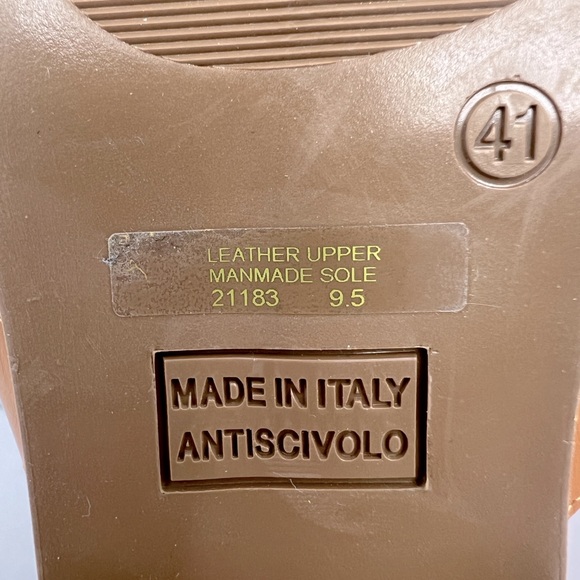 41
LEATHER UPPER
MANMADE SOLE
21183 9.5
MADE IN ITALY
ANTISCIVOLO